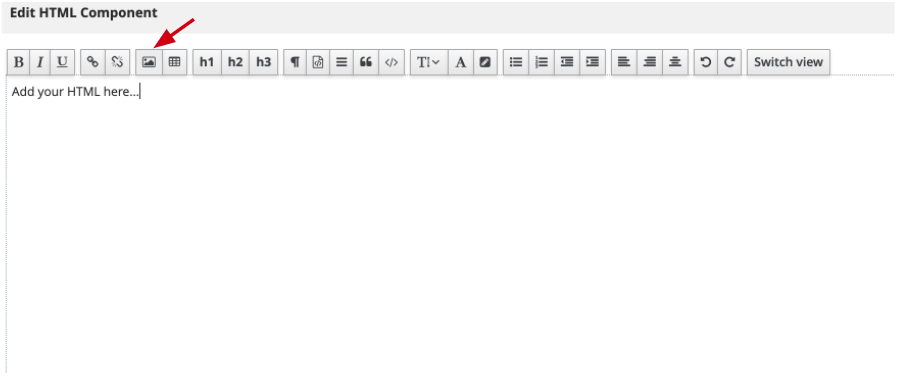 Edit HTML Component
B I U h1 h2 h3 ¶ “ </> T! A Switch view
Add your HTML here...